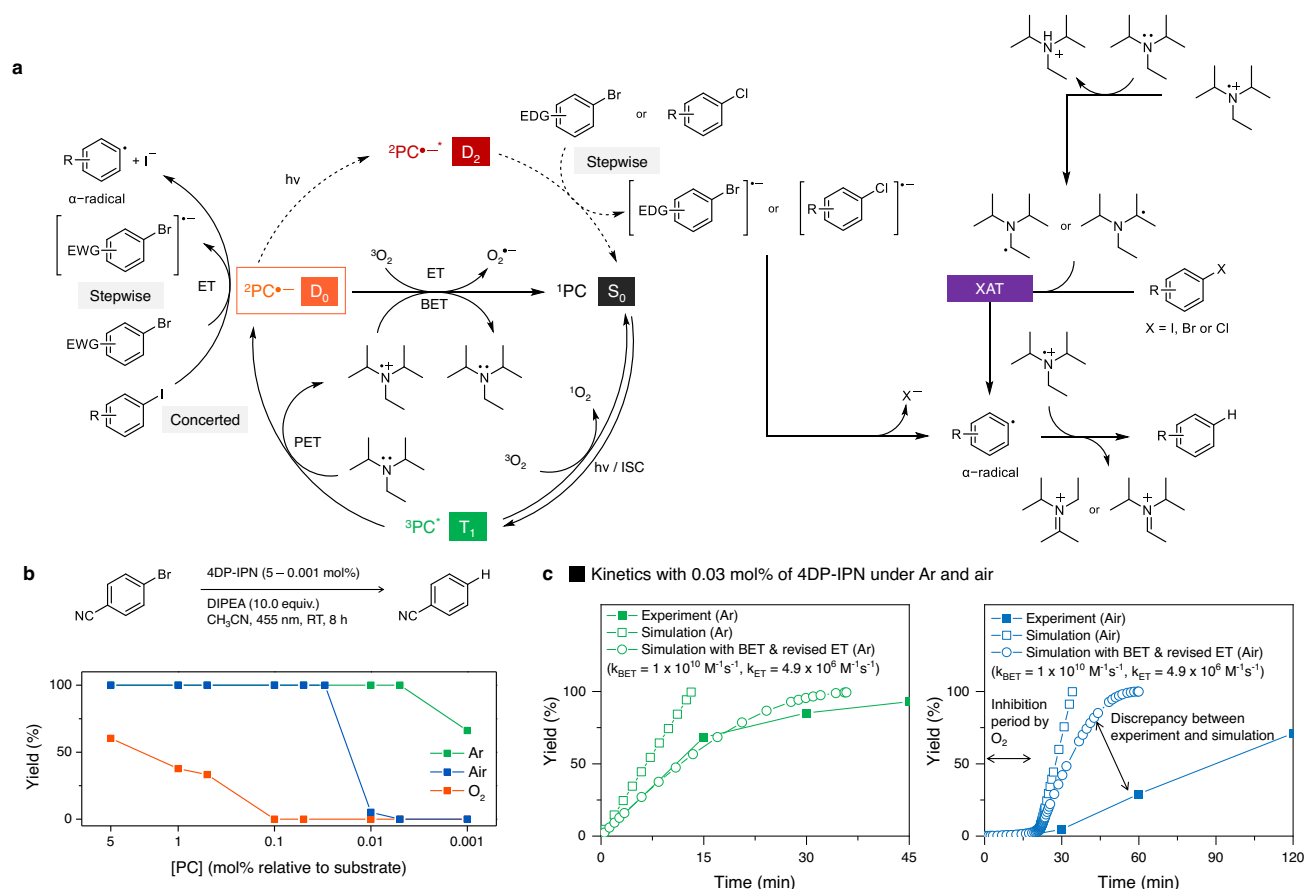 a
H
N
+
N
N
•+
EDG
Br
or
R
Cl
Stepwise
²PC•−* D₂
hν
R
+ I⁻
α−radical
EWG
Br
•−
Stepwise
EWG
Br
R
I
Concerted
ET
²PC•− D₀
³O₂
ET
O₂•−
BET
¹PC S₀
N
•+
N
PET
N
¹O₂
³O₂
hν / ISC
³PC* T₁
EDG
Br
•−
or
R
Cl
•−
N
or
N
XAT
R
X
X = I, Br or Cl
N
•+
X⁻
R
α−radical
R
H
N
+
or
N
+
b
Br
NC
4DP-IPN (5 – 0.001 mol%)
DIPEA (10.0 equiv.)
CH₃CN, 455 nm, RT, 8 h
H
NC
Yield (%)
100
50
0
Ar
Air
O₂
5 1 0.1 0.01 0.001
[PC] (mol% relative to substrate)
c Kinetics with 0.03 mol% of 4DP-IPN under Ar and air
Experiment (Ar)
Simulation (Ar)
Simulation with BET & revised ET (Ar)
(kBET = 1 x 10¹⁰ M⁻¹s⁻¹, kET = 4.9 x 10⁶ M⁻¹s⁻¹)
Yield (%)
100
50
0
0 15 30 45
Time (min)
Experiment (Air)
Simulation (Air)
Simulation with BET & revised ET (Air)
(kBET = 1 x 10¹⁰ M⁻¹s⁻¹, kET = 4.9 x 10⁶ M⁻¹s⁻¹)
Inhibition
period by
O₂
Discrepancy between
experiment and simulation
Yield (%)
100
50
0
0 30 60 90 120
Time (min)